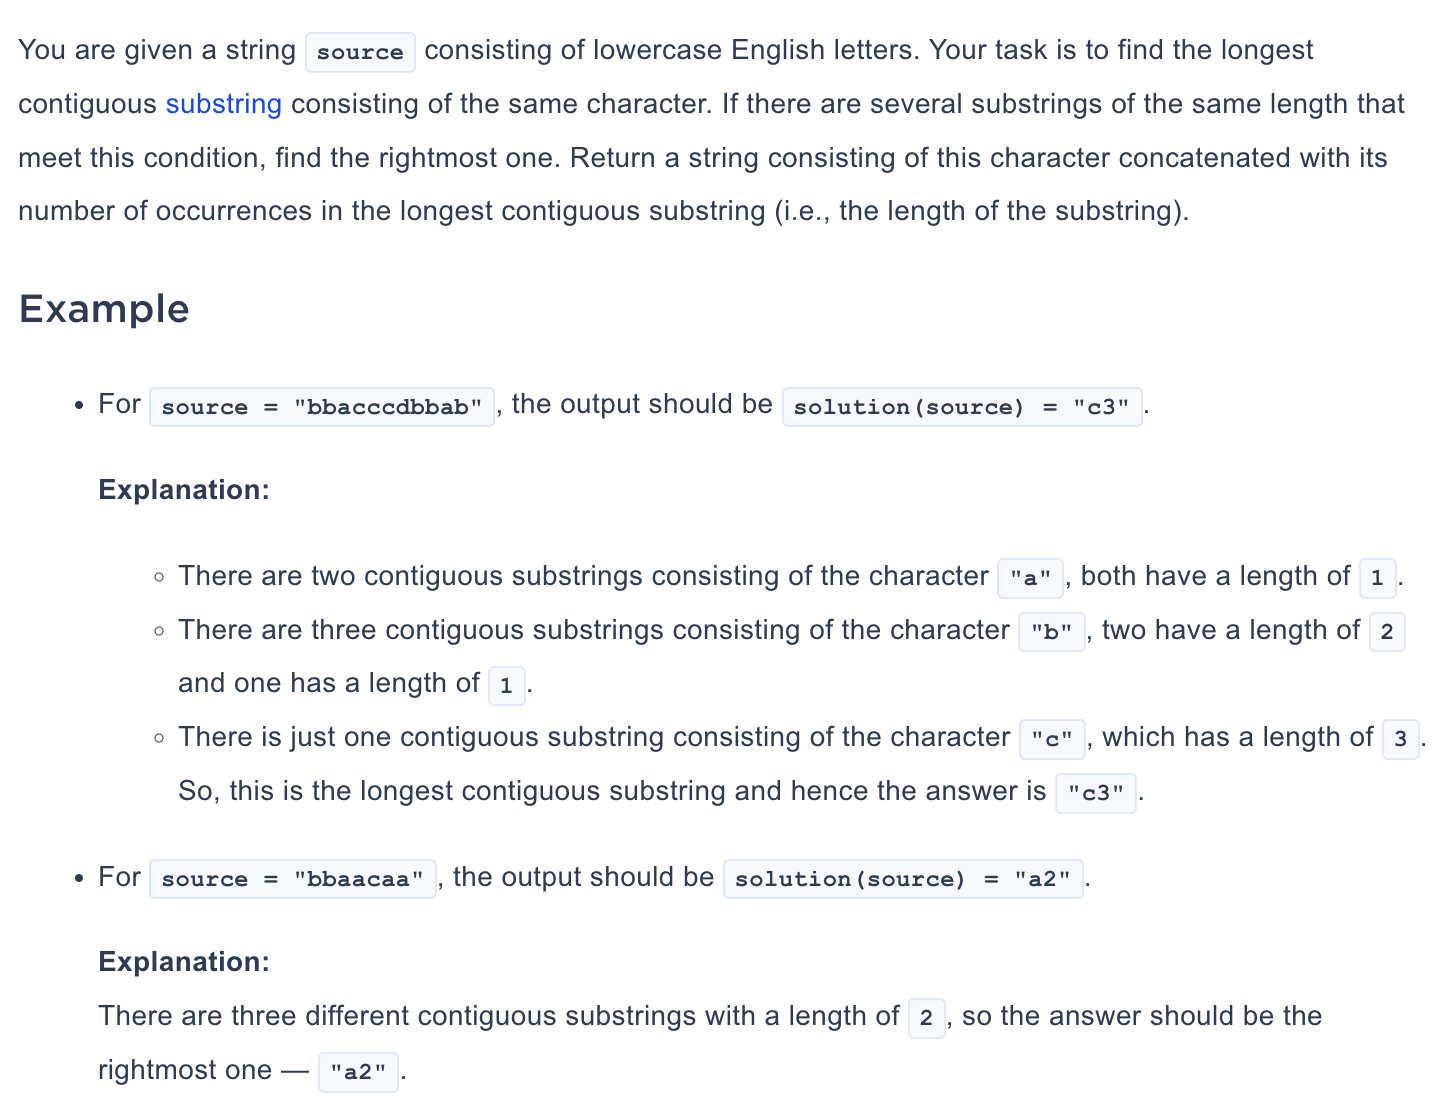 You are given a string source consisting of lowercase English letters. Your task is to find the longest
contiguous substring consisting of the same character. If there are several substrings of the same length that
meet this condition, find the rightmost one. Return a string consisting of this character concatenated with its
number of occurrences in the longest contiguous substring (i.e., the length of the substring).
Example
• For source = "bbacccdbbab", the output should be solution(source) = "c3".
Explanation:
◦ There are two contiguous substrings consisting of the character "a", both have a length of 1.
◦ There are three contiguous substrings consisting of the character "b", two have a length of 2
and one has a length of 1.
◦ There is just one contiguous substring consisting of the character "c", which has a length of 3.
So, this is the longest contiguous substring and hence the answer is "c3".
• For source = "bbaacaa", the output should be solution(source) = "a2".
Explanation:
There are three different contiguous substrings with a length of 2, so the answer should be the
rightmost one — "a2".